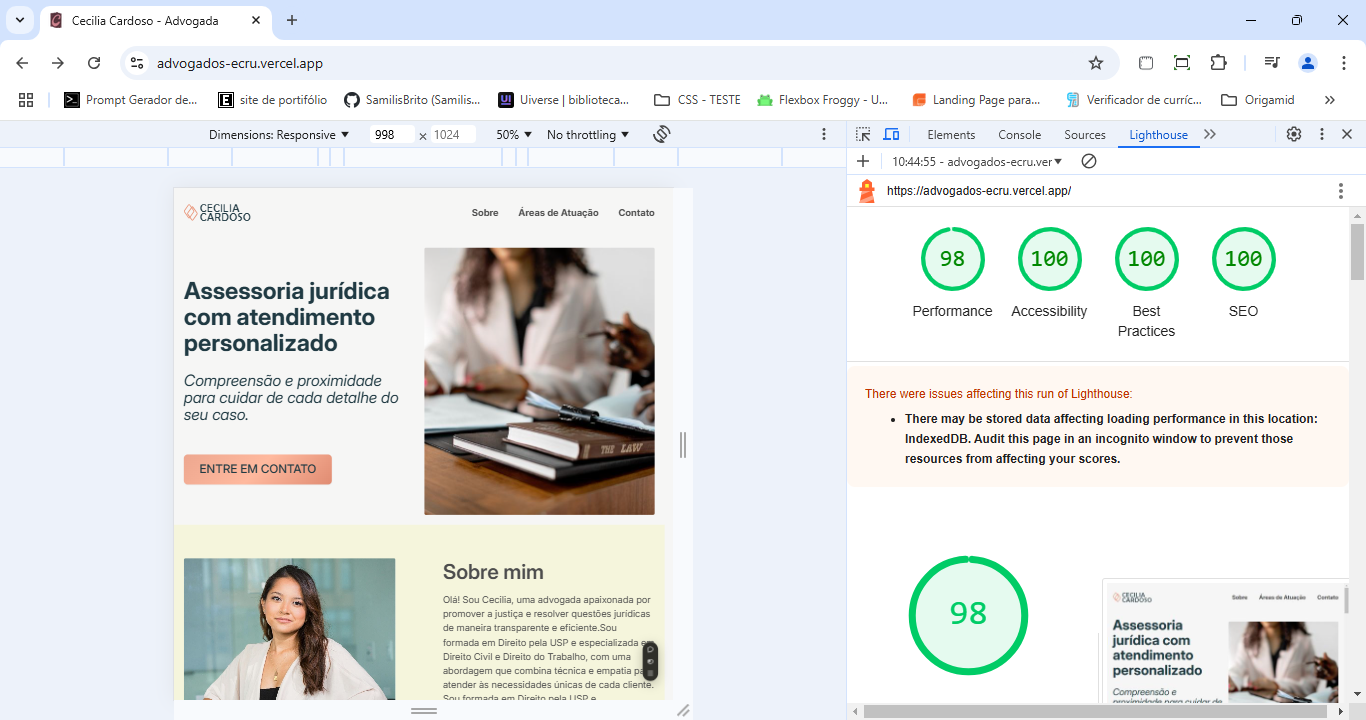 Cecilia Cardoso - Advogada
advogados-ecru.vercel.app
Prompt Gerador de...
site de portifólio
SamilisBrito (Samilis...
Uiverse | biblioteca...
CSS - TESTE
Flexbox Froggy - U...
Landing Page para...
Verificador de curríc...
Origamid
Dimensions: Responsive
998
×
1024
50%
No throttling
CECILIA
CARDOSO
Sobre
Áreas de Atuação
Contato
Assessoria jurídica
com atendimento
personalizado
Compreensão e proximidade
para cuidar de cada detalhe do
seu caso.
ENTRE EM CONTATO
THE LAW
Sobre mim
Olá! Sou Cecilia, uma advogada apaixonada por
promover a justiça e resolver questões jurídicas
de maneira transparente e eficiente.Sou
formada em Direito pela USP e especializada em
Direito Civil e Direito do Trabalho, com uma
abordagem que combina técnica e empatia pa
atender às necessidades únicas de cada cliente.
Sou formada em Direito pela USP e
Elements
Console
Sources
Lighthouse
10:44:55 - advogados-ecru.ver
https://advogados-ecru.vercel.app/
98
100
100
100
Performance
Accessibility
Best
Practices
SEO
There were issues affecting this run of Lighthouse:
There may be stored data affecting loading performance in this location:
IndexedDB. Audit this page in an incognito window to prevent those
resources from affecting your scores.
98
CECILIA
CARDOSO
Sobre
Áreas de Atuação
Contato
Assessoria
jurídica com
atendimento
personalizado
Compreensão e
proximidade para cuidar de